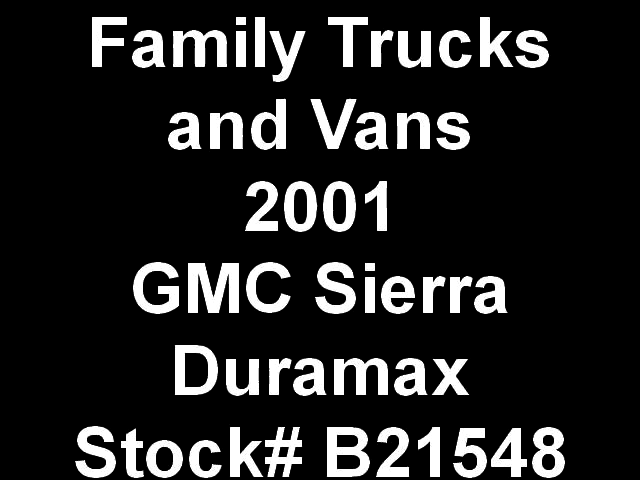 Family Trucks
and Vans
2001
GMC Sierra
Duramax
Stock# B21548